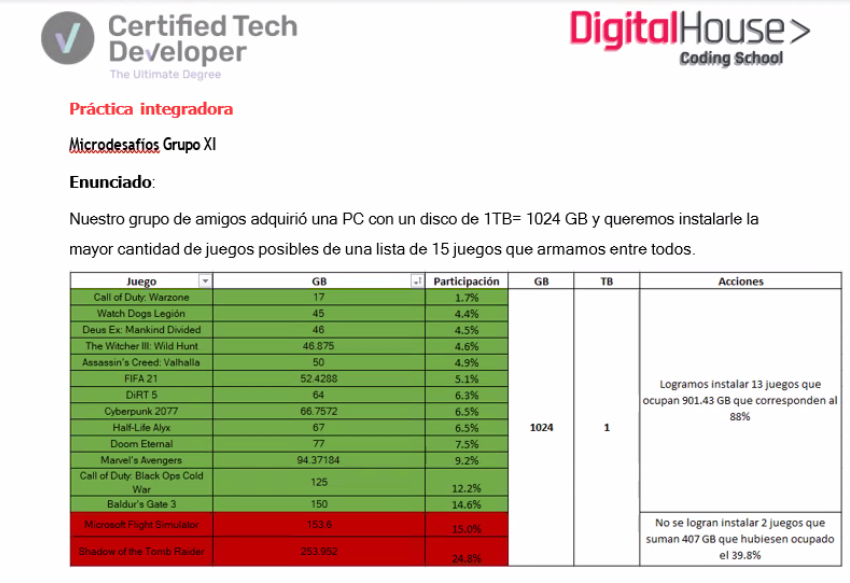 Certified Tech
Developer
The Ultimate Degree
DigitalHouse>
Coding School
Práctica integradora
Microdesafíos Grupo XI
Enunciado:
Nuestro grupo de amigos adquirió una PC con un disco de 1TB= 1024 GB y queremos instalarle la
mayor cantidad de juegos posibles de una lista de 15 juegos que armamos entre todos.
Juego GB Participación GB TB Acciones
Call of Duty: Warzone 17 1.7%
Watch Dogs Legión 45 4.4%
Deus Ex: Mankind Divided 46 4.5%
The Witcher III: Wild Hunt 46.875 4.6%
Assassin's Creed: Valhalla 50 4.9%
FIFA 21 52.4288 5.1%
DiRT 5 64 6.3%
Cyberpunk 2077 66.7572 6.5%
Half-Life Alyx 67 6.5%
Doom Eternal 77 7.5%
Marvel's Avengers 94.37184 9.2%
Call of Duty: Black Ops Cold
War 125 12.2%
Baldur's Gate 3 150 14.6%
1024 1
Logramos instalar 13 juegos que
ocupan 901.43 GB que corresponden al
88%
Microsoft Flight Simulator 153.6 15.0%
Shadow of the Tomb Raider 253.952 24.8%
No se logran instalar 2 juegos que
suman 407 GB que hubiesen ocupado
el 39.8%